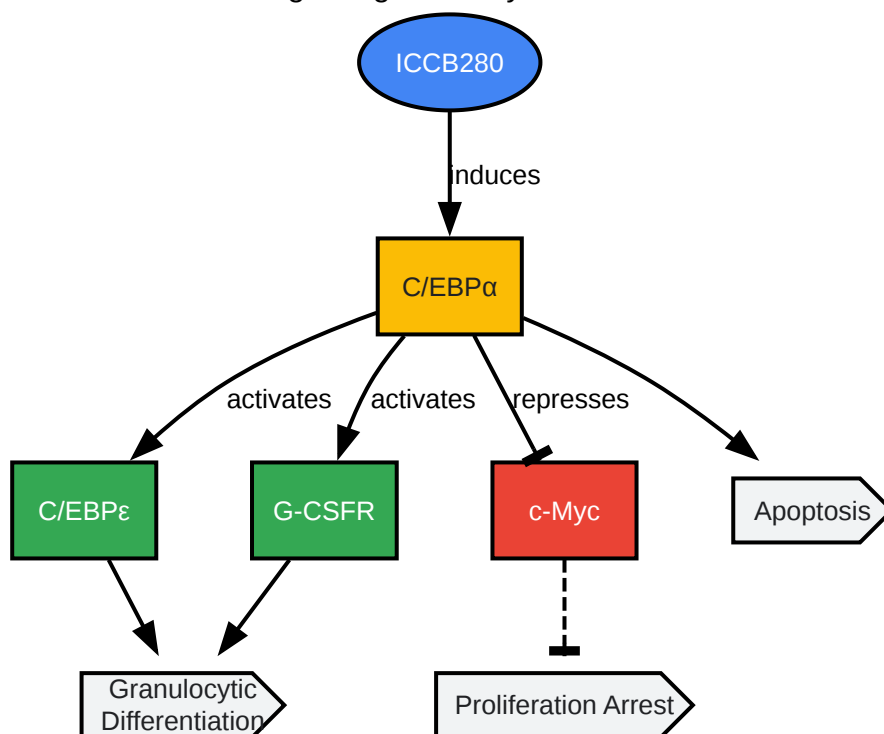 ICCB280
induces
C/EBPα
activates
activates
represses
C/EBPε
G-CSFR
c-Myc
Apoptosis
Granulocytic
Differentiation
Proliferation Arrest